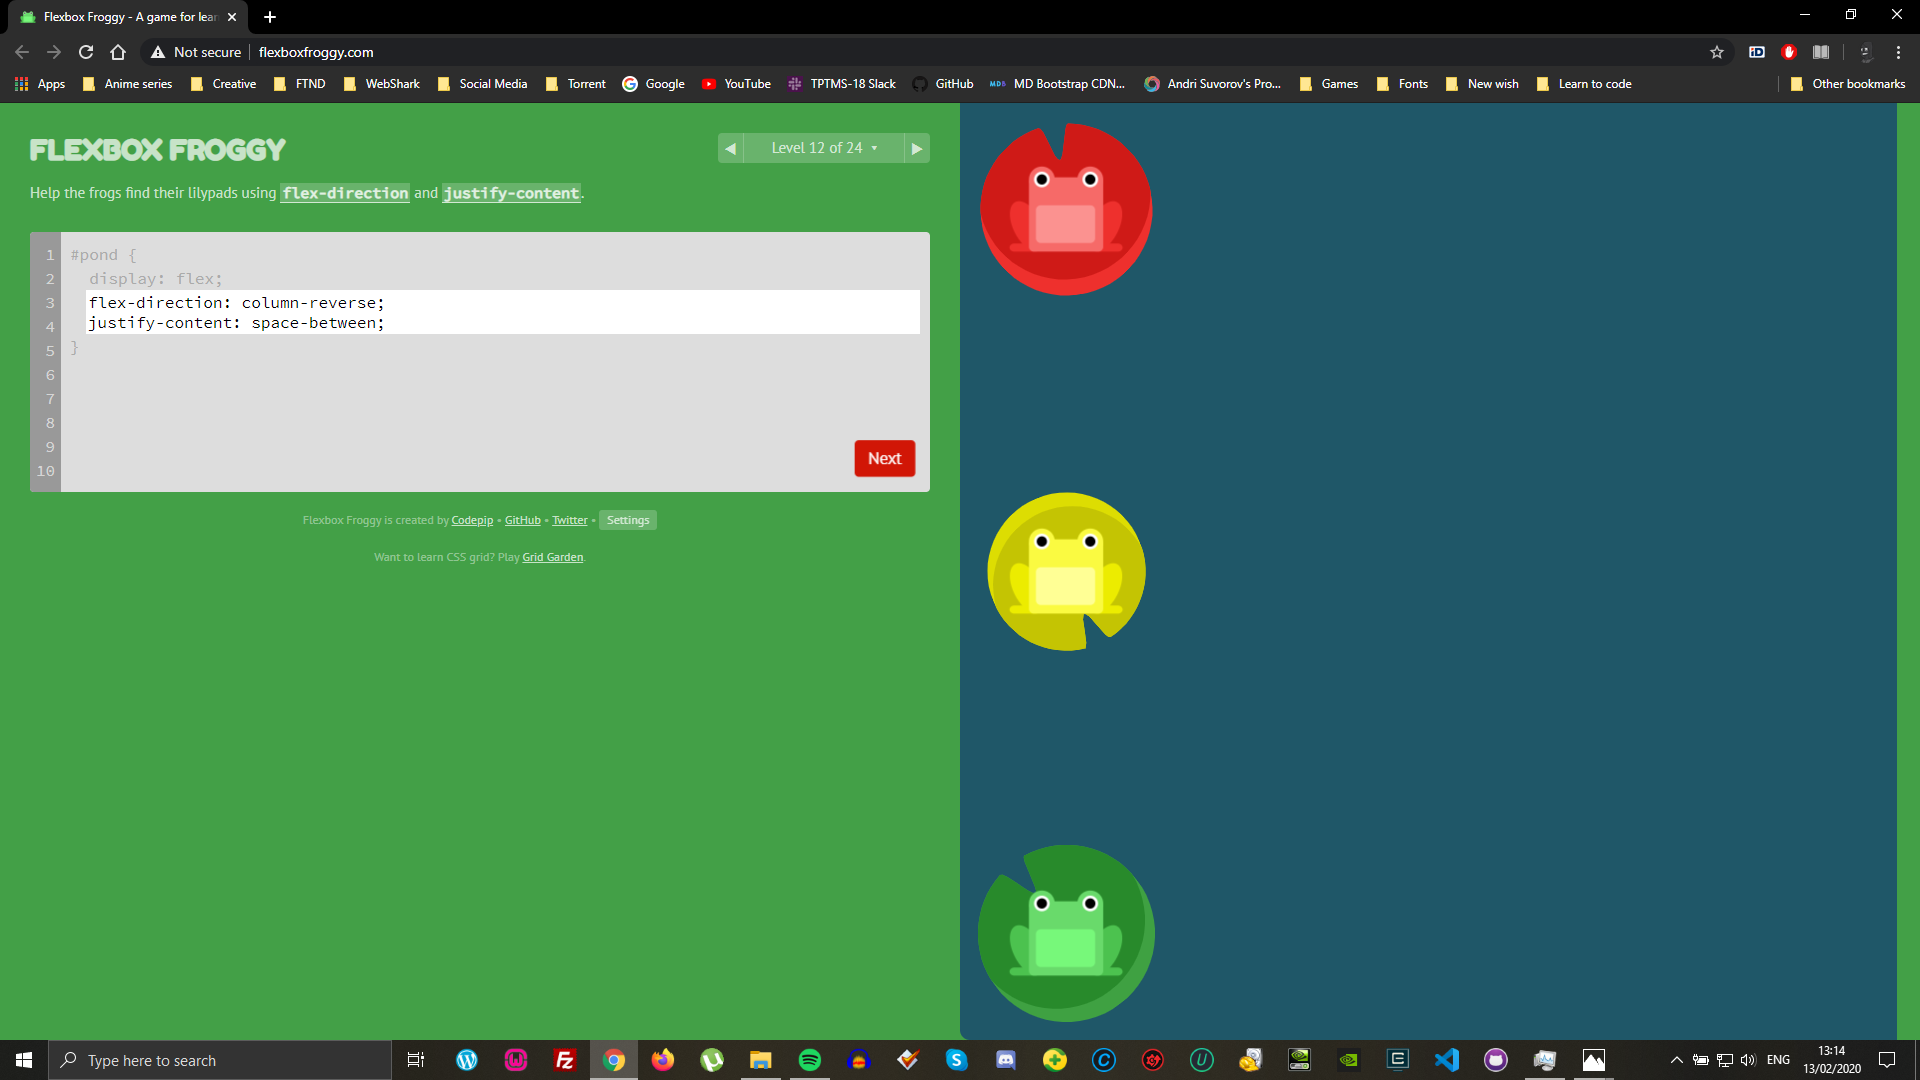 Flexbox Froggy - A game for lear
Not secure
flexboxfroggy.com
Apps
Anime series
Creative
FTND
WebShark
Social Media
Torrent
Google
YouTube
TPTMS-18 Slack
GitHub
MD Bootstrap CDN...
Andri Suvorov's Pro...
Games
Fonts
New wish
Learn to code
Other bookmarks
FLEXBOX FROGGY
Level 12 of 24
Help the frogs find their lilypads using flex-direction and justify-content.
1 #pond {
2 display: flex;
3 flex-direction: column-reverse;
4 justify-content: space-between;
5 }
6
7
8
9
10
Next
Flexbox Froggy is created by Codepip • GitHub • Twitter • Settings
Want to learn CSS grid? Play Grid Garden.
Type here to search
ENG
13:14
13/02/2020